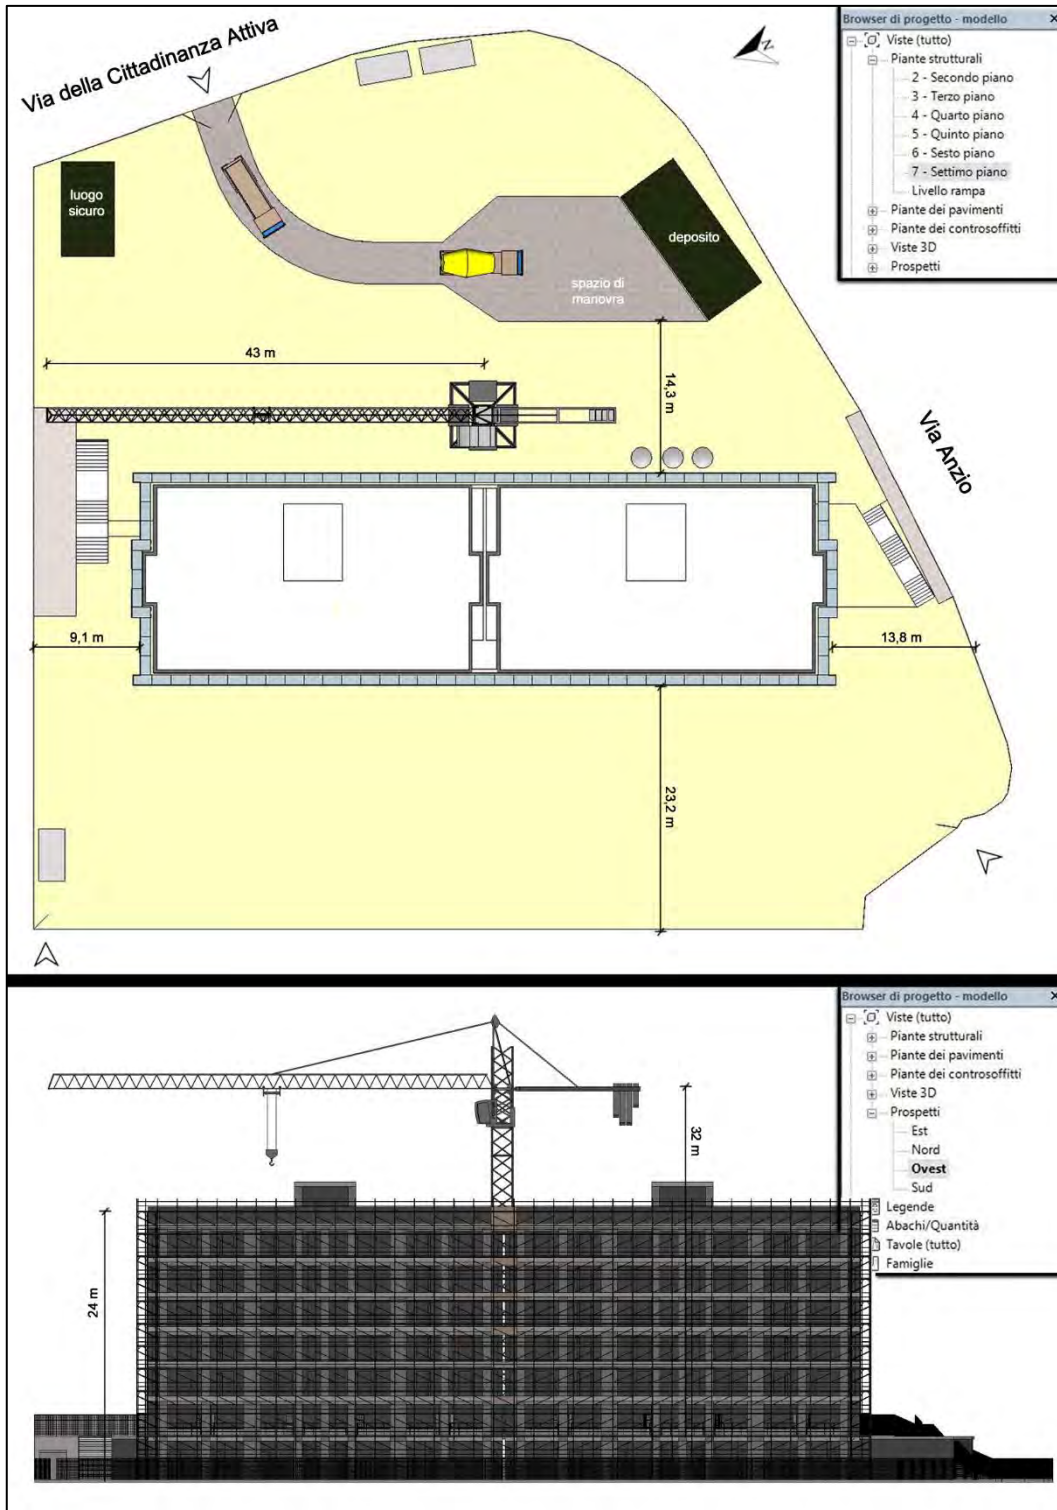 Via della Cittadinanza Attiva
N
Browser di progetto - modello
Viste (tutto)
Piante strutturali
2 - Secondo piano
3 - Terzo piano
4 - Quarto piano
5 - Quinto piano
6 - Sesto piano
7 - Settimo piano
Livello rampa
Piante dei pavimenti
Piante dei controsoffitti
Viste 3D
Prospetti
luogo
sicuro
deposito
spazio di
manovra
43 m
14,3 m
Via Anzio
9,1 m
13,8 m
23,2 m
Browser di progetto - modello
Viste (tutto)
Piante strutturali
Piante dei pavimenti
Piante dei controsoffitti
Viste 3D
Prospetti
Est
Nord
Ovest
Sud
Legende
Abachi/Quantità
Tavole (tutto)
Famiglie
32 m
24 m